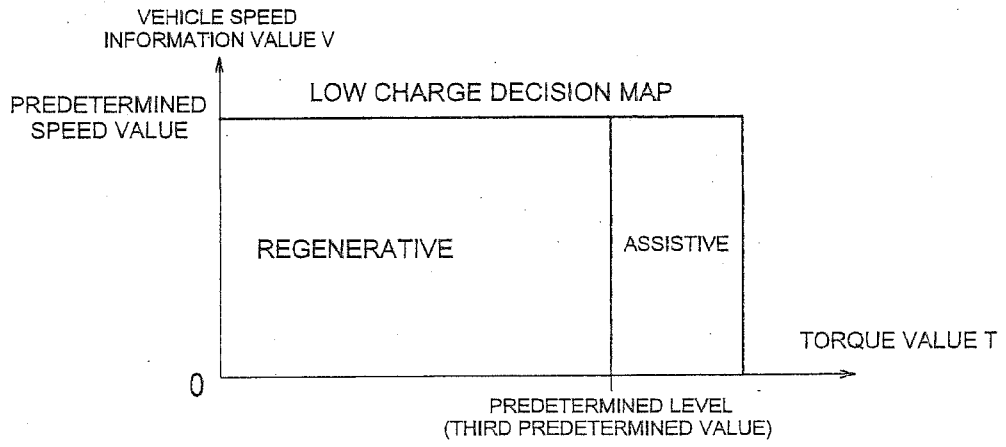 VEHICLE SPEED
INFORMATION VALUE V
LOW CHARGE DECISION MAP
PREDETERMINED
SPEED VALUE
REGENERATIVE
ASSISTIVE
TORQUE VALUE T
0
PREDETERMINED LEVEL
(THIRD PREDETERMINED VALUE)